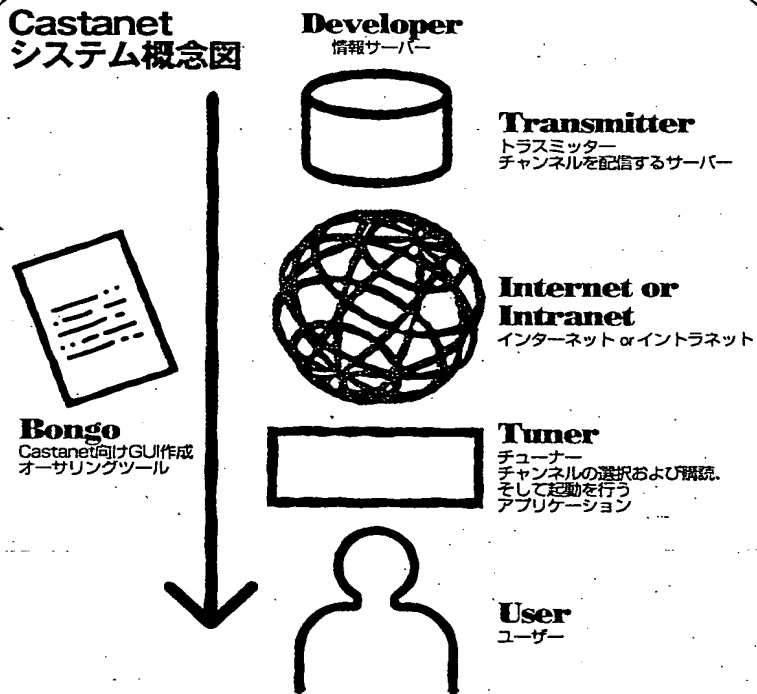 Castanet
システム概念図
Developer
情報サーバー
Transmitter
トラスミッター
チャンネルを配信するサーバー
Internet or
Intranet
インターネット or イントラネット
Bongo
Castanet向けGUI作成
オーサリングツール
Tuner
チューナー
チャンネルの選択および購読、
そして起動を行う
アプリケーション
User
ユーザー